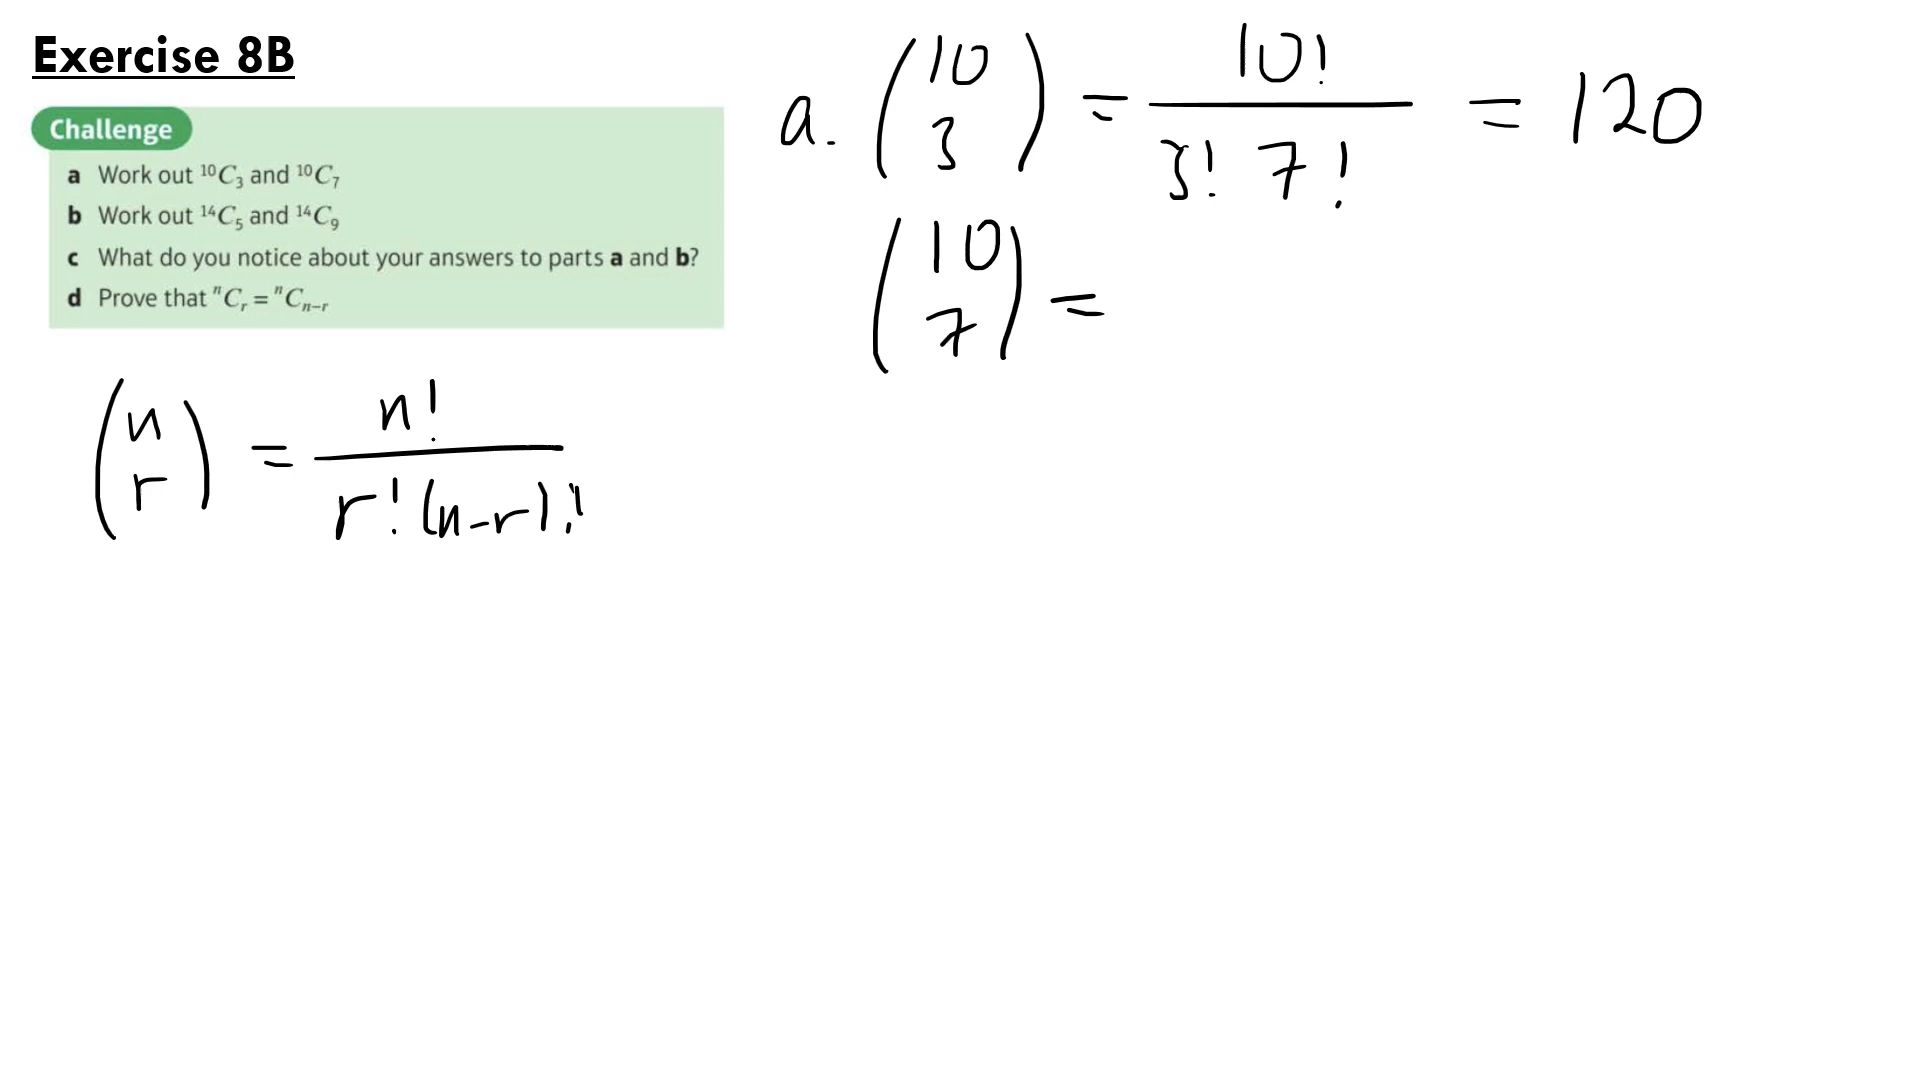 Exercise 8B
Challenge
a Work out ¹⁰C₃ and ¹⁰C₇
b Work out ¹⁴C₅ and ¹⁴C₉
c What do you notice about your answers to parts a and b?
d Prove that ⁿCᵣ = ⁿCₙ₋ᵣ
(n r) = n! / r!(n-r)!
a. (10 3) = 10! / 3! 7! = 120
(10 7) =